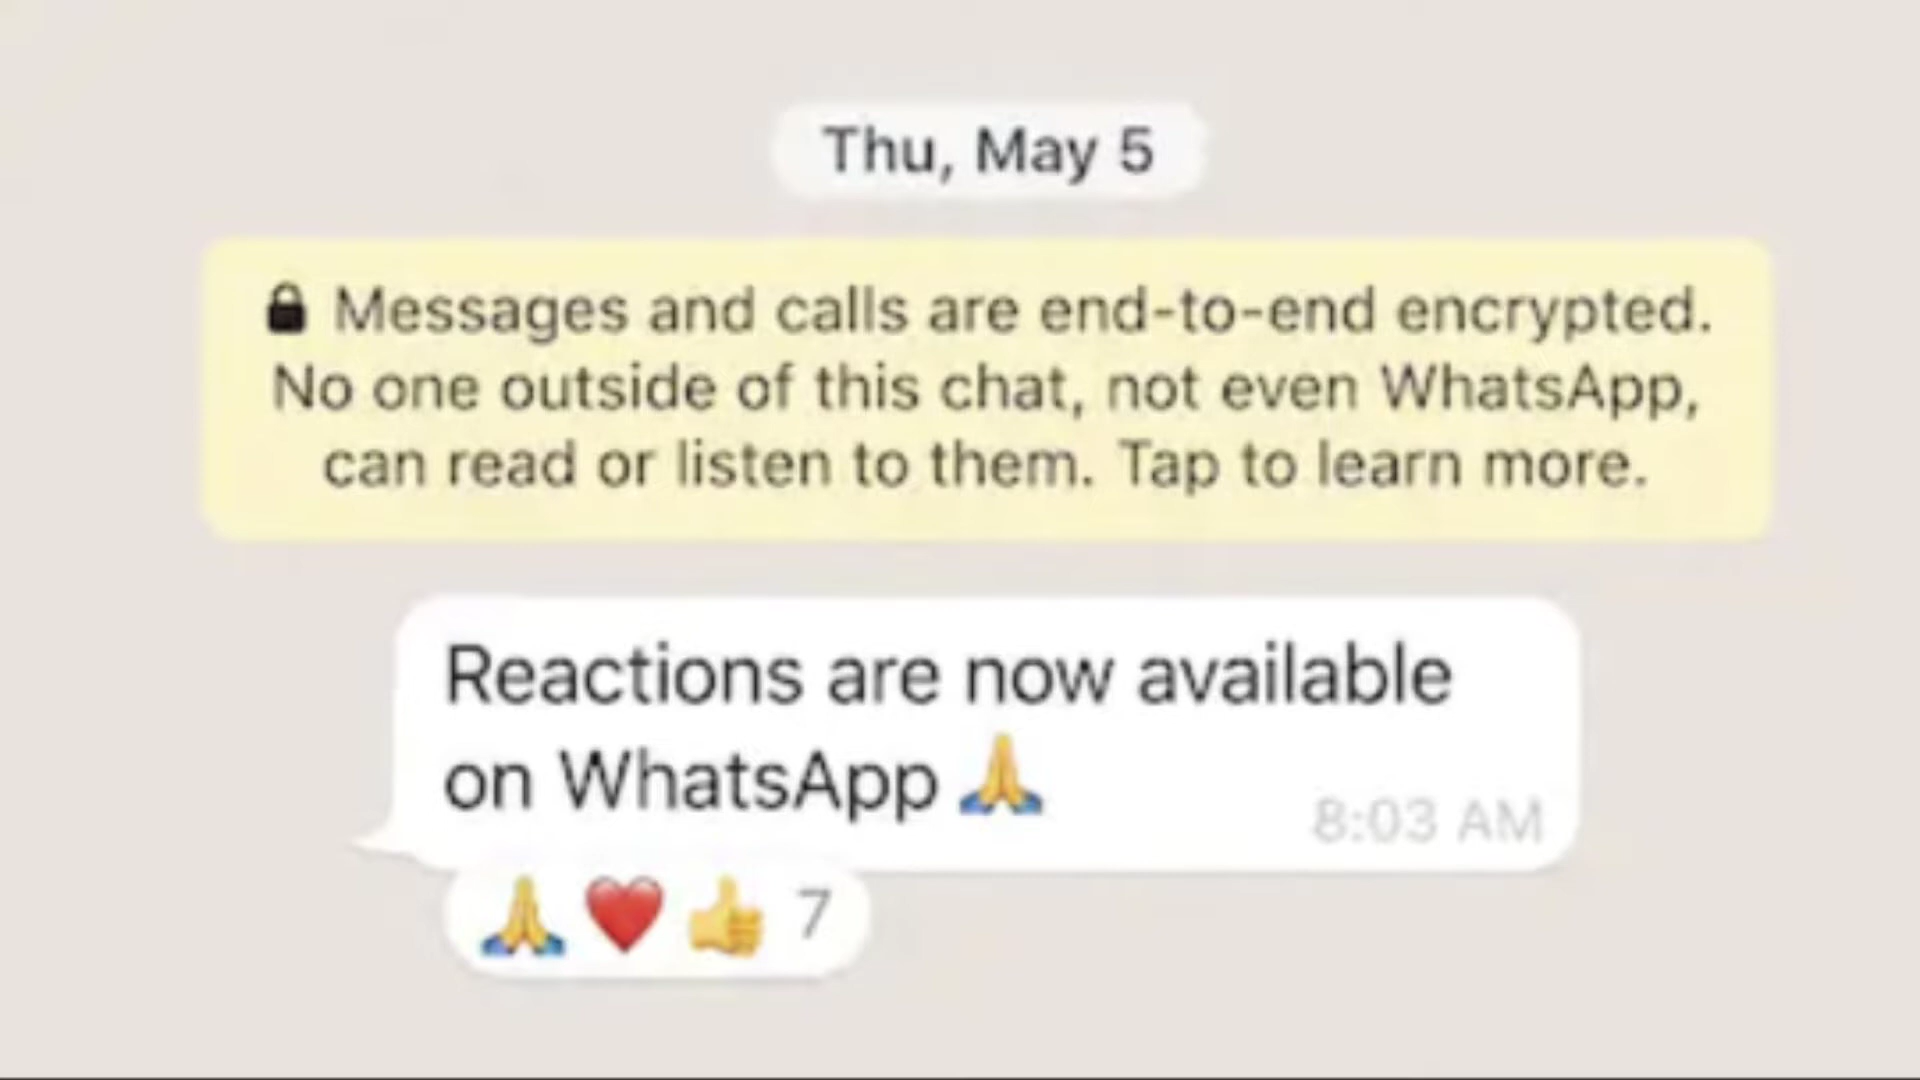 Thu, May 5
🔒 Messages and calls are end-to-end encrypted.
No one outside of this chat, not even WhatsApp,
can read or listen to them. Tap to learn more.
Reactions are now available
on WhatsApp 🙏
8:03 AM
🙏 ❤️ 👍 7